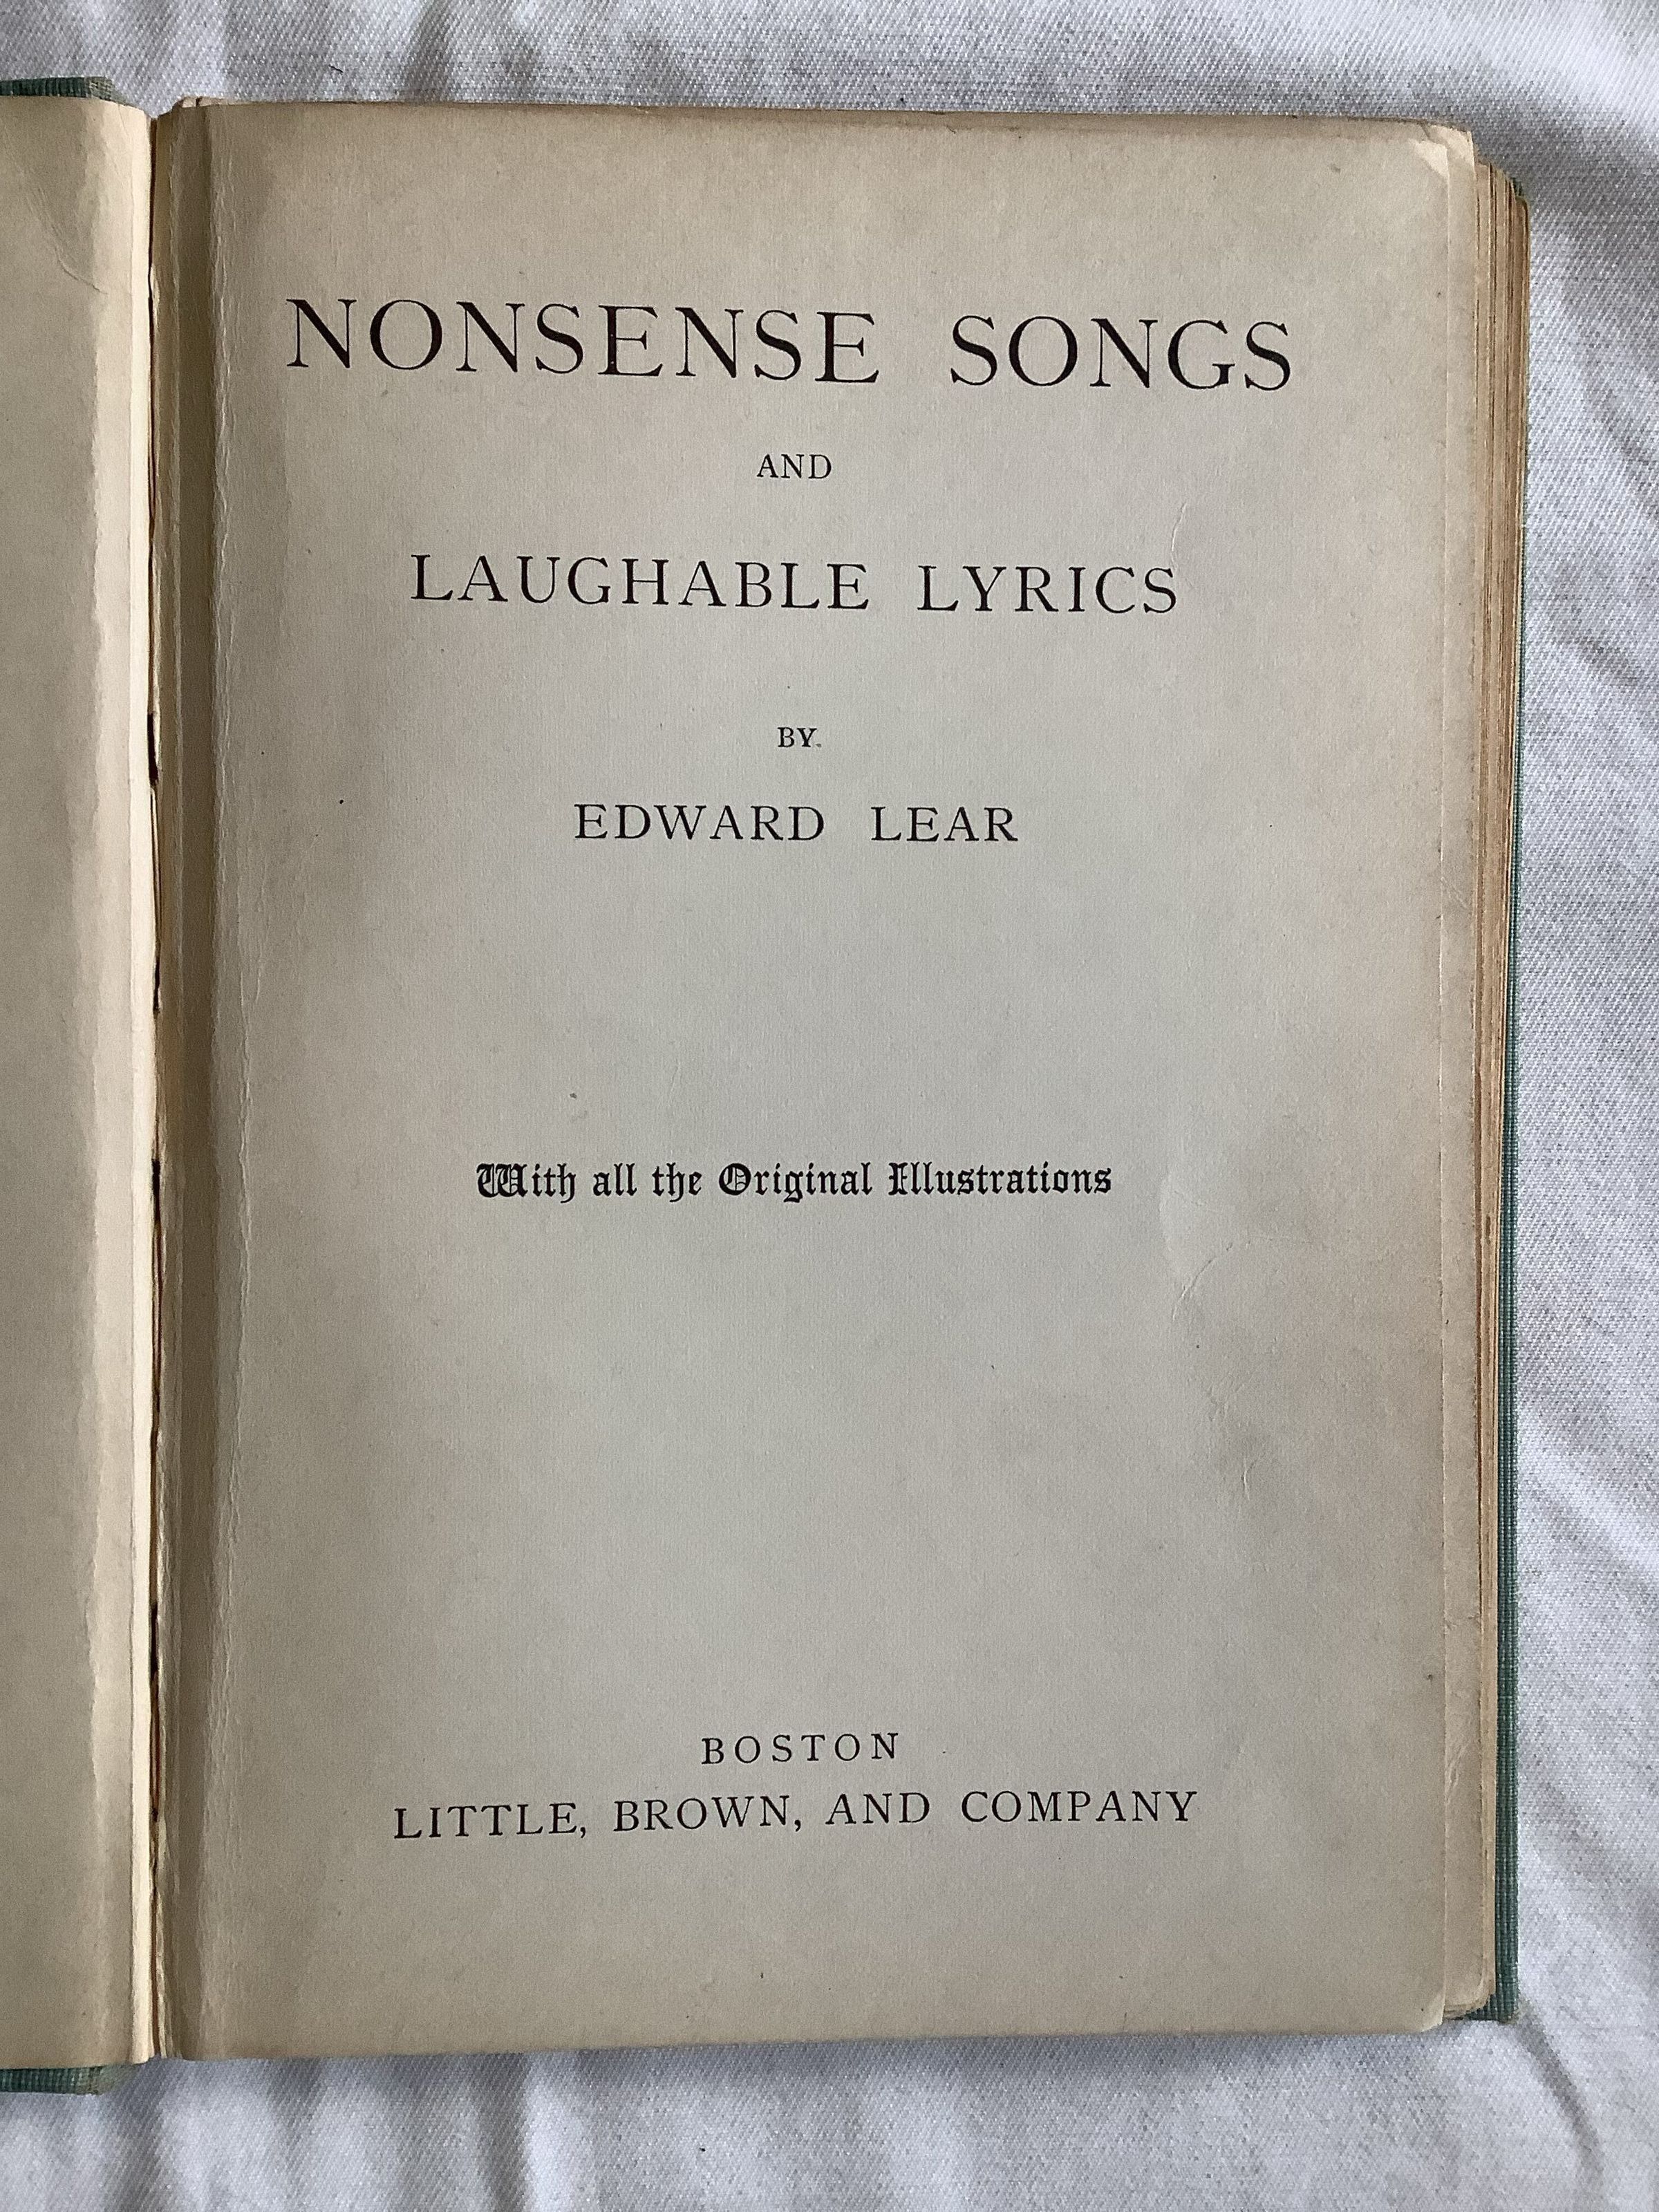 NONSENSE SONGS
AND
LAUGHABLE LYRICS
BY
EDWARD LEAR
With all the Original Illustrations
BOSTON
LITTLE, BROWN, AND COMPANY